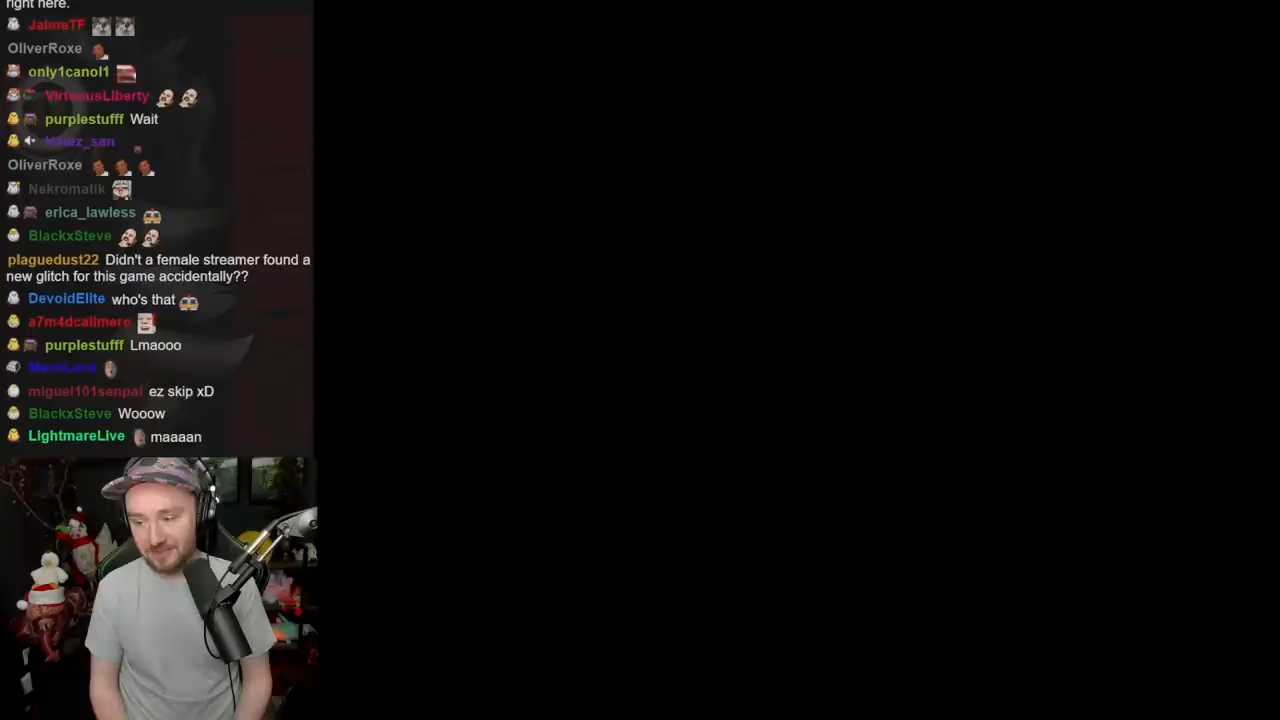 right here.
JaimeTF
OliverRoxe
only1canol1
VirtuousLiberty
purplestufff Wait
OliverRoxe
Nekromatik
erica_lawless
BlackxSteve
plaguedust22 Didn't a female streamer found a
new glitch for this game accidentally??
DevoidElite who's that
a7m4dcalimero
purplestufff Lmaooo
miguel101senpai ez skip xD
BlackxSteve Wooow
LightmareLive maaaan